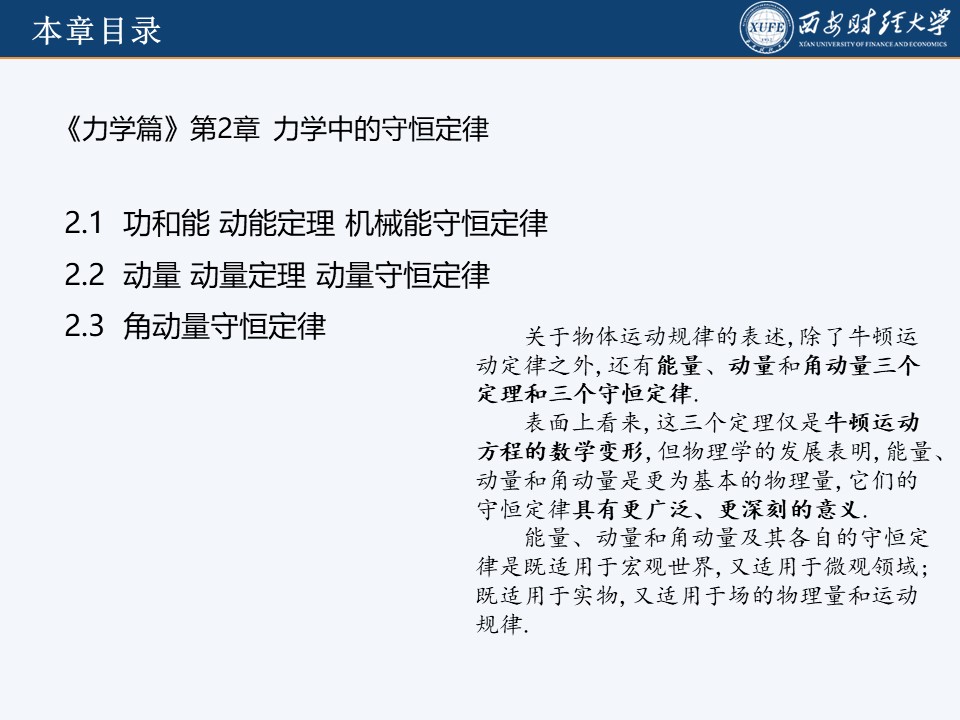 本章目录
XUFE
西安财经大学
XI'AN UNIVERSITY OF FINANCE AND ECONOMICS
《力学篇》第2章 力学中的守恒定律
2.1 功和能 动能定理 机械能守恒定律
2.2 动量 动量定理 动量守恒定律
2.3 角动量守恒定律
关于物体运动规律的表述,除了牛顿运
动定律之外,还有能量、动量和角动量三个
定理和三个守恒定律.
表面上看来,这三个定理仅是牛顿运动
方程的数学变形,但物理学的发展表明,能量、
动量和角动量是更为基本的物理量,它们的
守恒定律具有更广泛、更深刻的意义.
能量、动量和角动量及其各自的守恒定
律是既适用于宏观世界,又适用于微观领域;
既适用于实物,又适用于场的物理量和运动
规律.